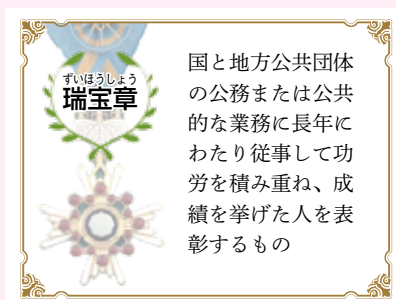 ずいほうしょう
瑞宝章
国と地方公共団体
の公務または公共
的な業務に長年に
わたり従事して功
労を積み重ね、成
績を挙げた人を表
彰するもの